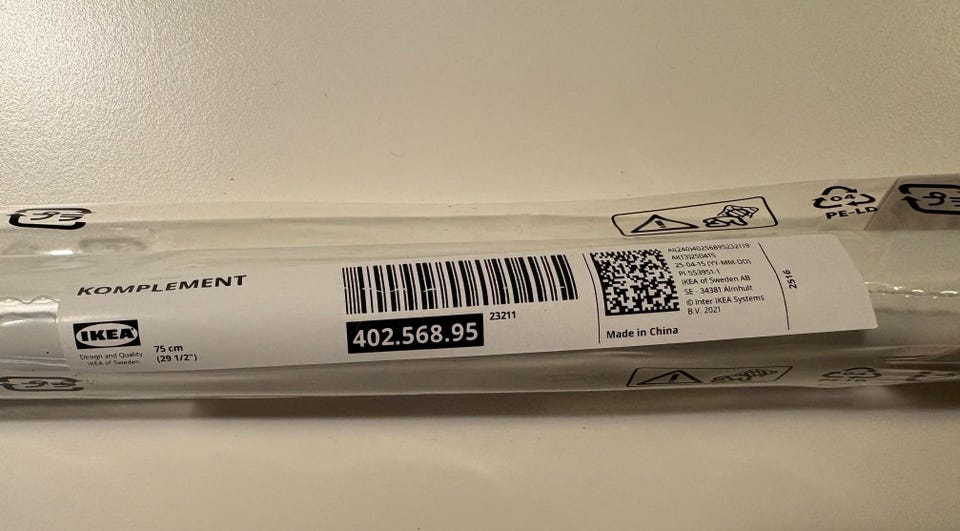 04
PE-LD
KOMPLEMENT
IKEA
Design and Quality
IKEA of Sweden
75 cm
(29 1/2")
402.568.95
23211
AI(240)40256895232119
AI(13)250415
25-04-15 (YY-MM-DD)
PI-553951-1
IKEA of Sweden AB
SE - 34381 Älmhult
© Inter IKEA Systems
B.V. 2021
Made in China
2516